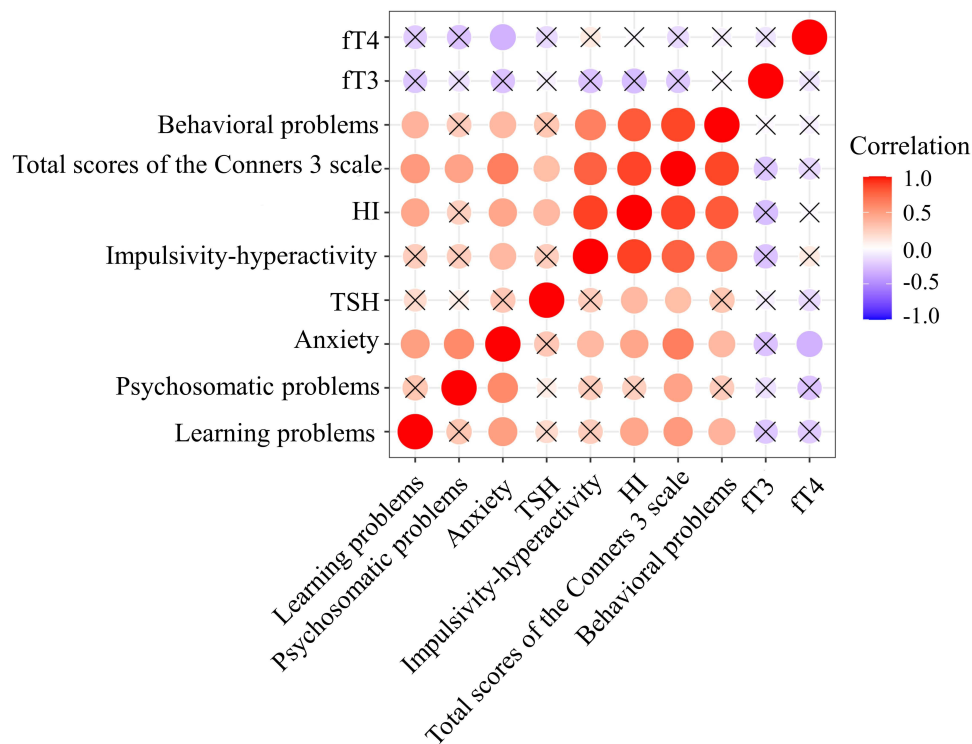 fT4
fT3
Behavioral problems
Total scores of the Conners 3 scale
HI
Impulsivity-hyperactivity
TSH
Anxiety
Psychosomatic problems
Learning problems
Learning problems
Psychosomatic problems
Anxiety
TSH
Impulsivity-hyperactivity
HI
Total scores of the Conners 3 scale
Behavioral problems
fT3
fT4
Correlation
1.0
0.5
0.0
-0.5
-1.0